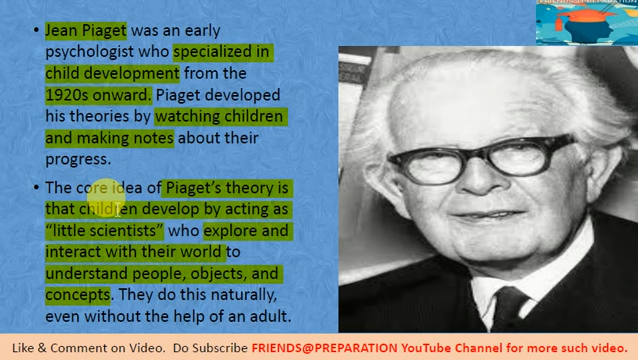 FRIENDS@PREPARATION
• Jean Piaget was an early
psychologist who specialized in
child development from the
1920s onward. Piaget developed
his theories by watching children
and making notes about their
progress.
• The core idea of Piaget's theory is
that children develop by acting as
“little scientists” who explore and
interact with their world to
understand people, objects, and
concepts. They do this naturally,
even without the help of an adult.
Like & Comment on Video. Do Subscribe FRIENDS@PREPARATION YouTube Channel for more such video.